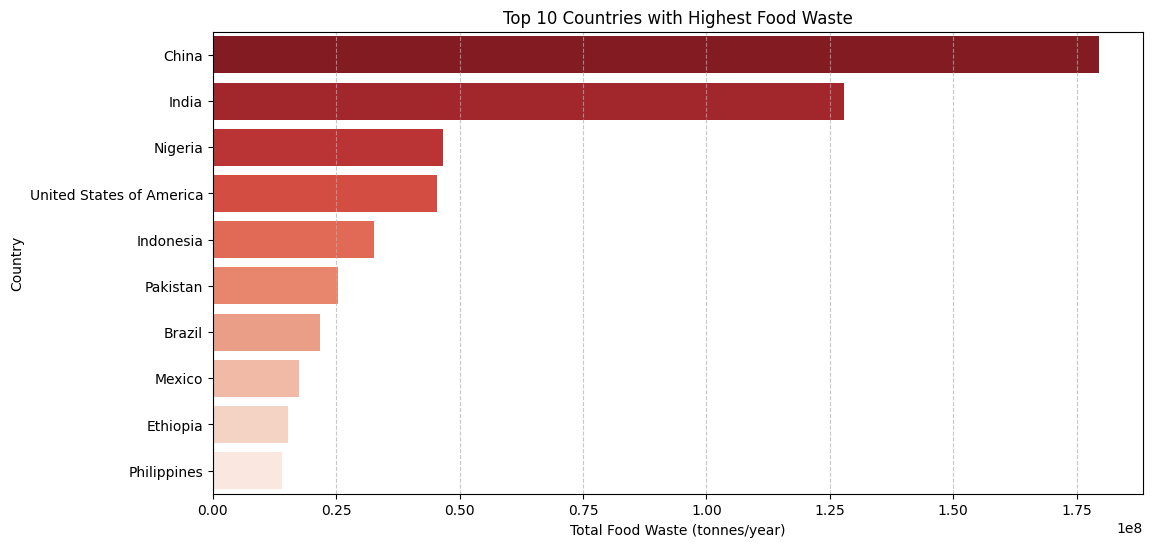 Top 10 Countries with Highest Food Waste
China
India
Nigeria
United States of America
Indonesia
Pakistan
Brazil
Mexico
Ethiopia
Philippines
Country
0.00 0.25 0.50 0.75 1.00 1.25 1.50 1.75
1e8
Total Food Waste (tonnes/year)